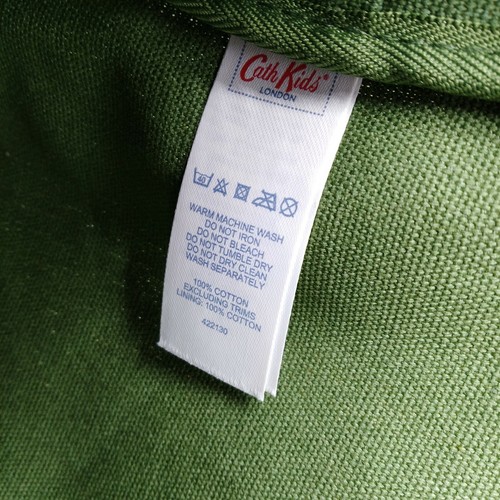 Cath Kids®
LONDON
40
WARM MACHINE WASH
DO NOT IRON
DO NOT BLEACH
DO NOT TUMBLE DRY
DO NOT DRY CLEAN
WASH SEPARATELY
100% COTTON
EXCLUDING TRIMS
LINING: 100% COTTON
422130